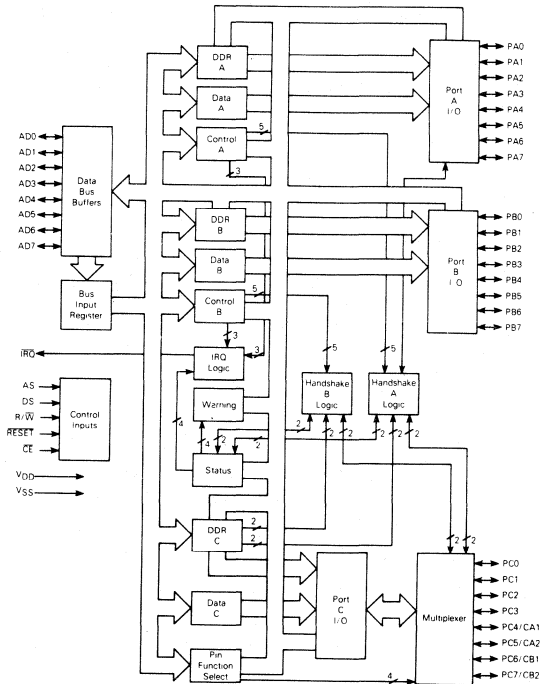 DDR
A
Data
A
Control
A
5
3
Port
A
I/O
PA0
PA1
PA2
PA3
PA4
PA5
PA6
PA7
AD0
AD1
AD2
AD3
AD4
AD5
AD6
AD7
Data
Bus
Buffers
Bus
Input
Register
DDR
B
Data
B
Control
B
5
3
3
Port
B
I/O
PB0
PB1
PB2
PB3
PB4
PB5
PB6
PB7
IRQ
IRQ
Logic
5
5
Handshake
B
Logic
Handshake
A
Logic
AS
DS
R/W
RESET
CE
Control
Inputs
VDD
VSS
Warning
4
4
2
2
2
2
2
2
2
2
Status
DDR
C
2
2
Data
C
Pin
Function
Select
4
Port
C
I/O
2
2
Multiplexer
PC0
PC1
PC2
PC3
PC4/CA1
PC5/CA2
PC6/CB1
PC7/CB2